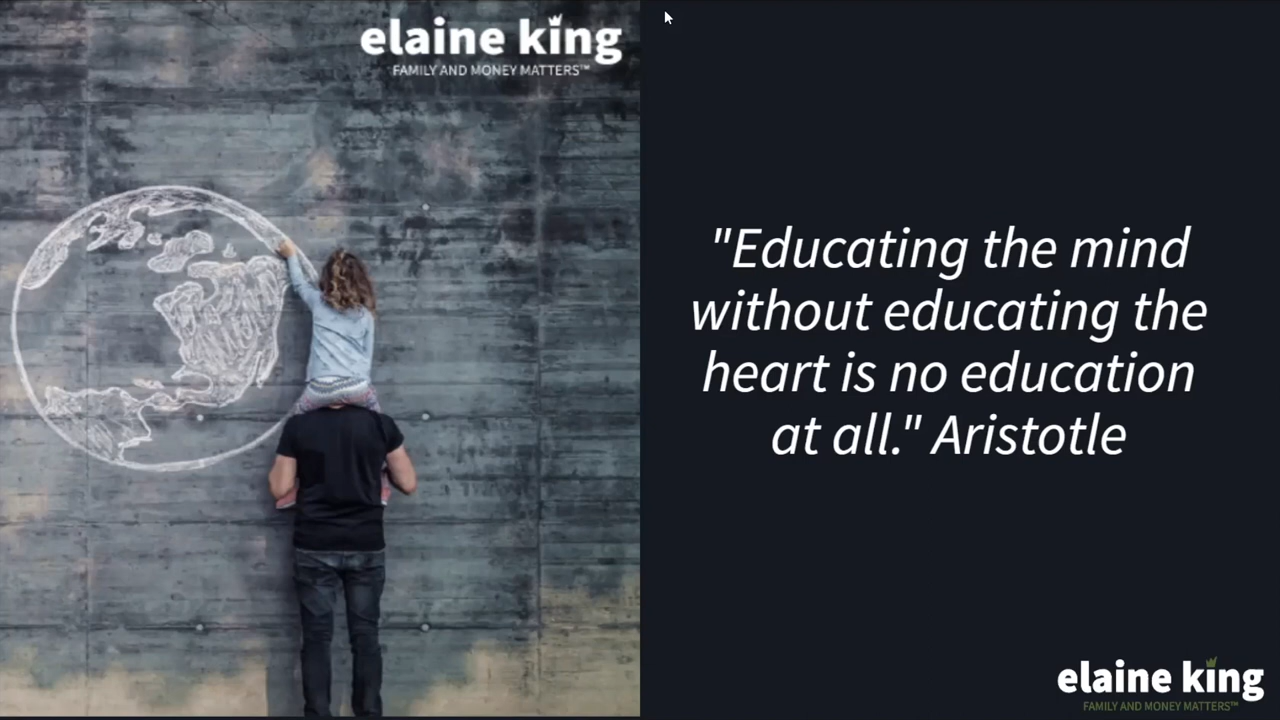 elaine king
FAMILY AND MONEY MATTERS™
"Educating the mind
without educating the
heart is no education
at all." Aristotle
elaine king
FAMILY AND MONEY MATTERS™